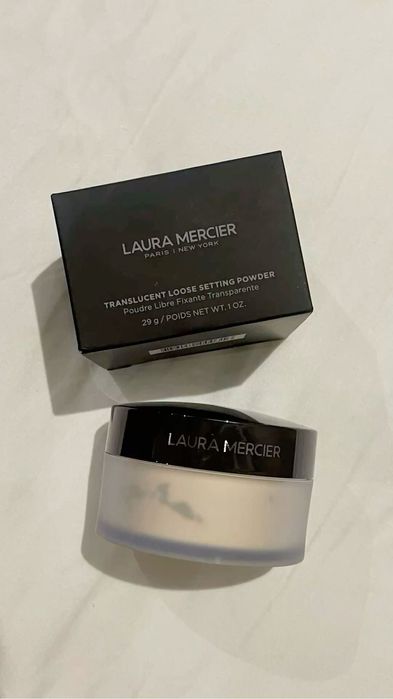 LAURA MERCIER
PARIS | NEW YORK
TRANSLUCENT LOOSE SETTING POWDER
Poudre Libre Fixante Transparente
29 g / POIDS NET WT. 1 OZ.
LAURA MERCIER